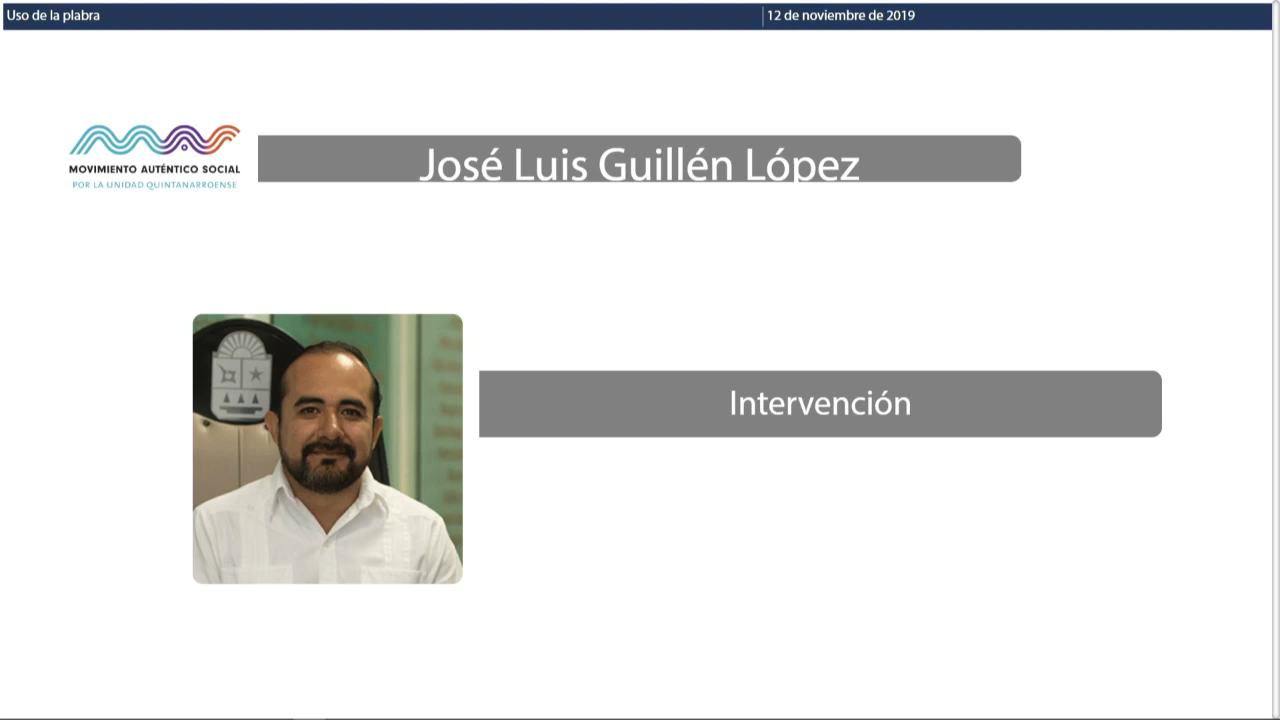 Uso de la plabra
12 de noviembre de 2019
MOVIMIENTO AUTÉNTICO SOCIAL
POR LA UNIDAD QUINTANARROENSE
José Luis Guillén López
Intervención